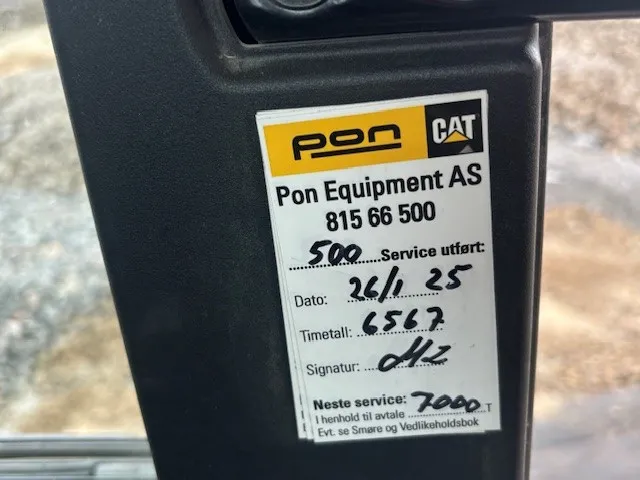 pon CAT
Pon Equipment AS
815 66 500
500 Service utført:
Dato: 26/1 25
Timetall: 6567
Signatur: MZ
Neste service: 7000 T
I henhold til avtale
Evt. se Smøre og Vedlikeholdsbok